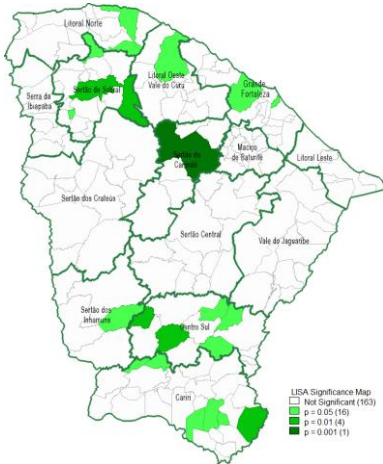 Litoral Norte
Litoral Oeste
Vale do Curu
Grande
Fortaleza
Serra da
Ibiapaba
Sertão de Sobral
Maciço
de Baturité
Sertão de
Canindé
Litoral Leste
Sertão dos Crateús
Sertão Central
Vale do Jaguaribe
Sertão dos
Inhamuns
Centro Sul
Cariri
LISA Significance Map
Not Significant (163)
p = 0.05 (16)
p = 0.01 (4)
p = 0.001 (1)